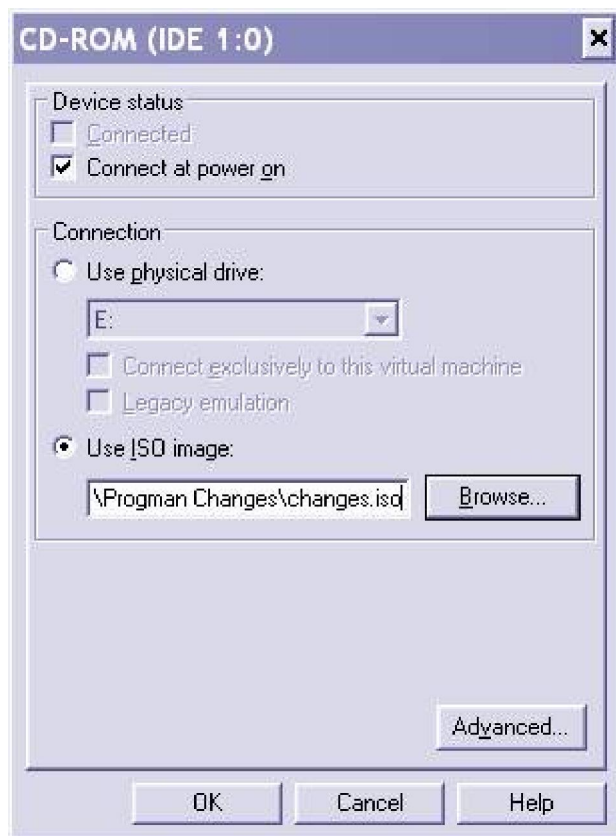 CD-ROM (IDE 1:0)
Device status
Connected
Connect at power on
Connection
Use physical drive:
E:
Connect exclusively to this virtual machine
Legacy emulation
Use ISO image:
\Progman Changes\changes.iso
Browse...
Advanced...
OK Cancel Help